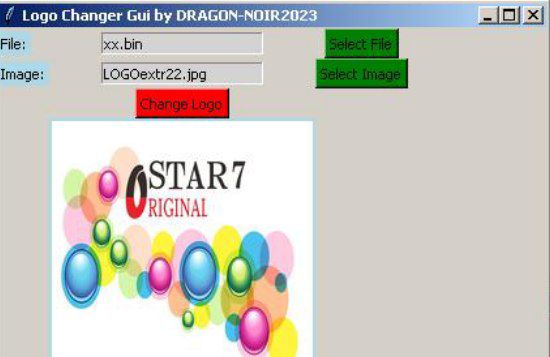 Logo Changer Gui by DRAGON-NOIR2023
File: xx.bin Select File
Image: LOGOextr22.jpg Select Image
Change Logo
STAR7
ORIGINAL